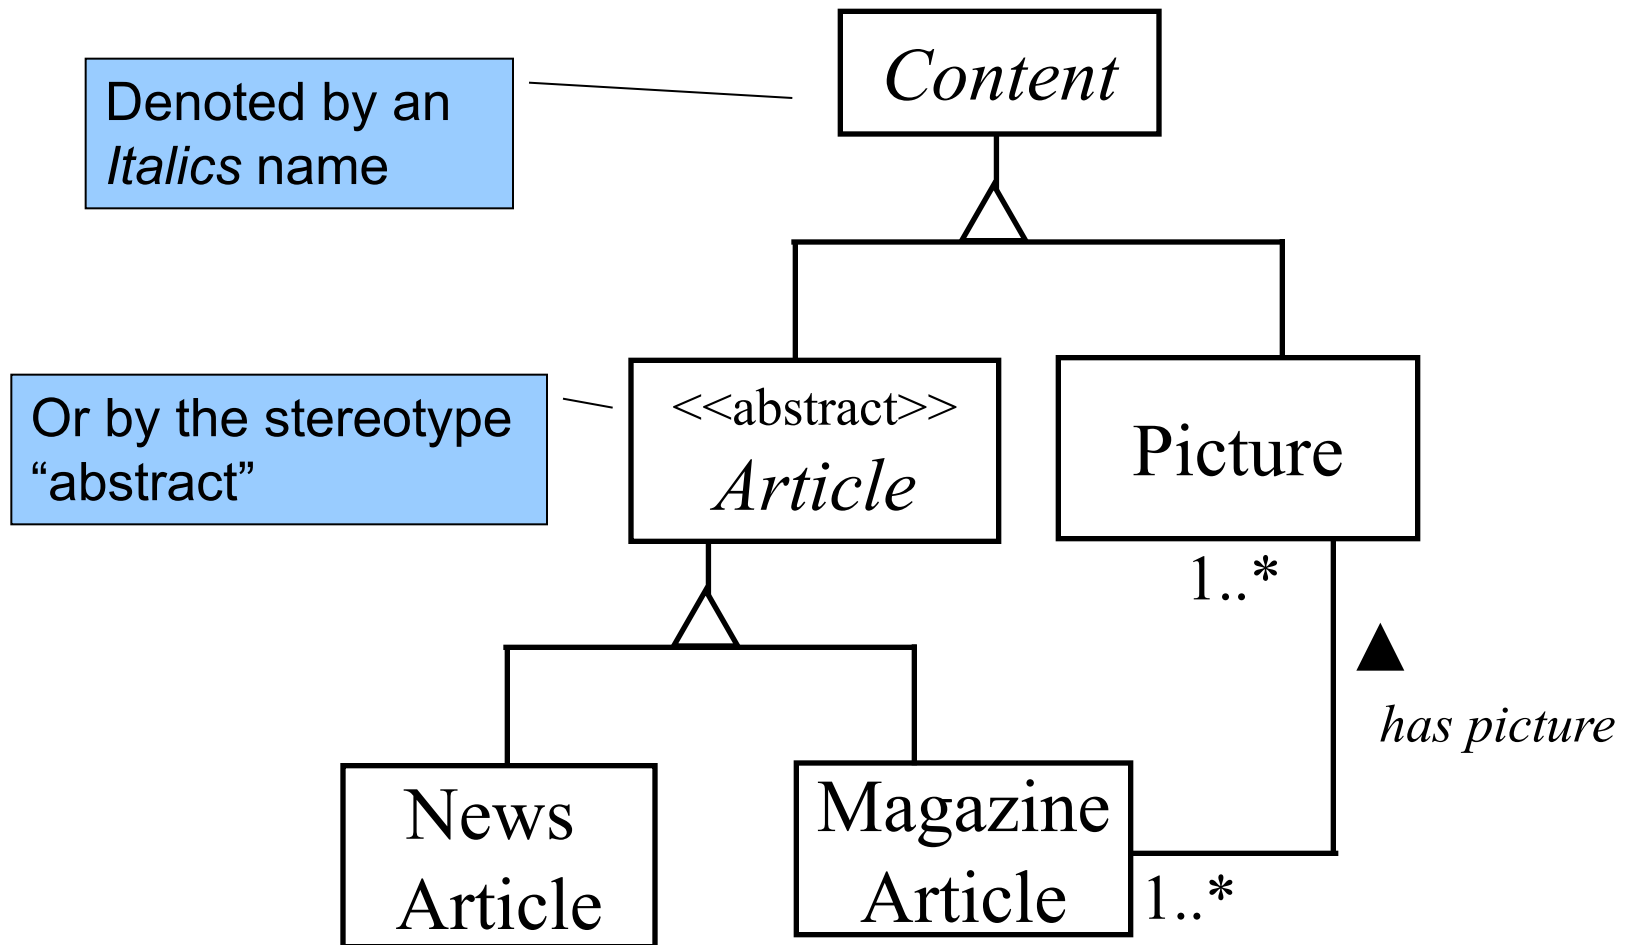 Content
Denoted by an
Italics name
Or by the stereotype
“abstract”
<<abstract>>
Article
Picture
1..*
has picture
News
Article
Magazine
Article
1..*